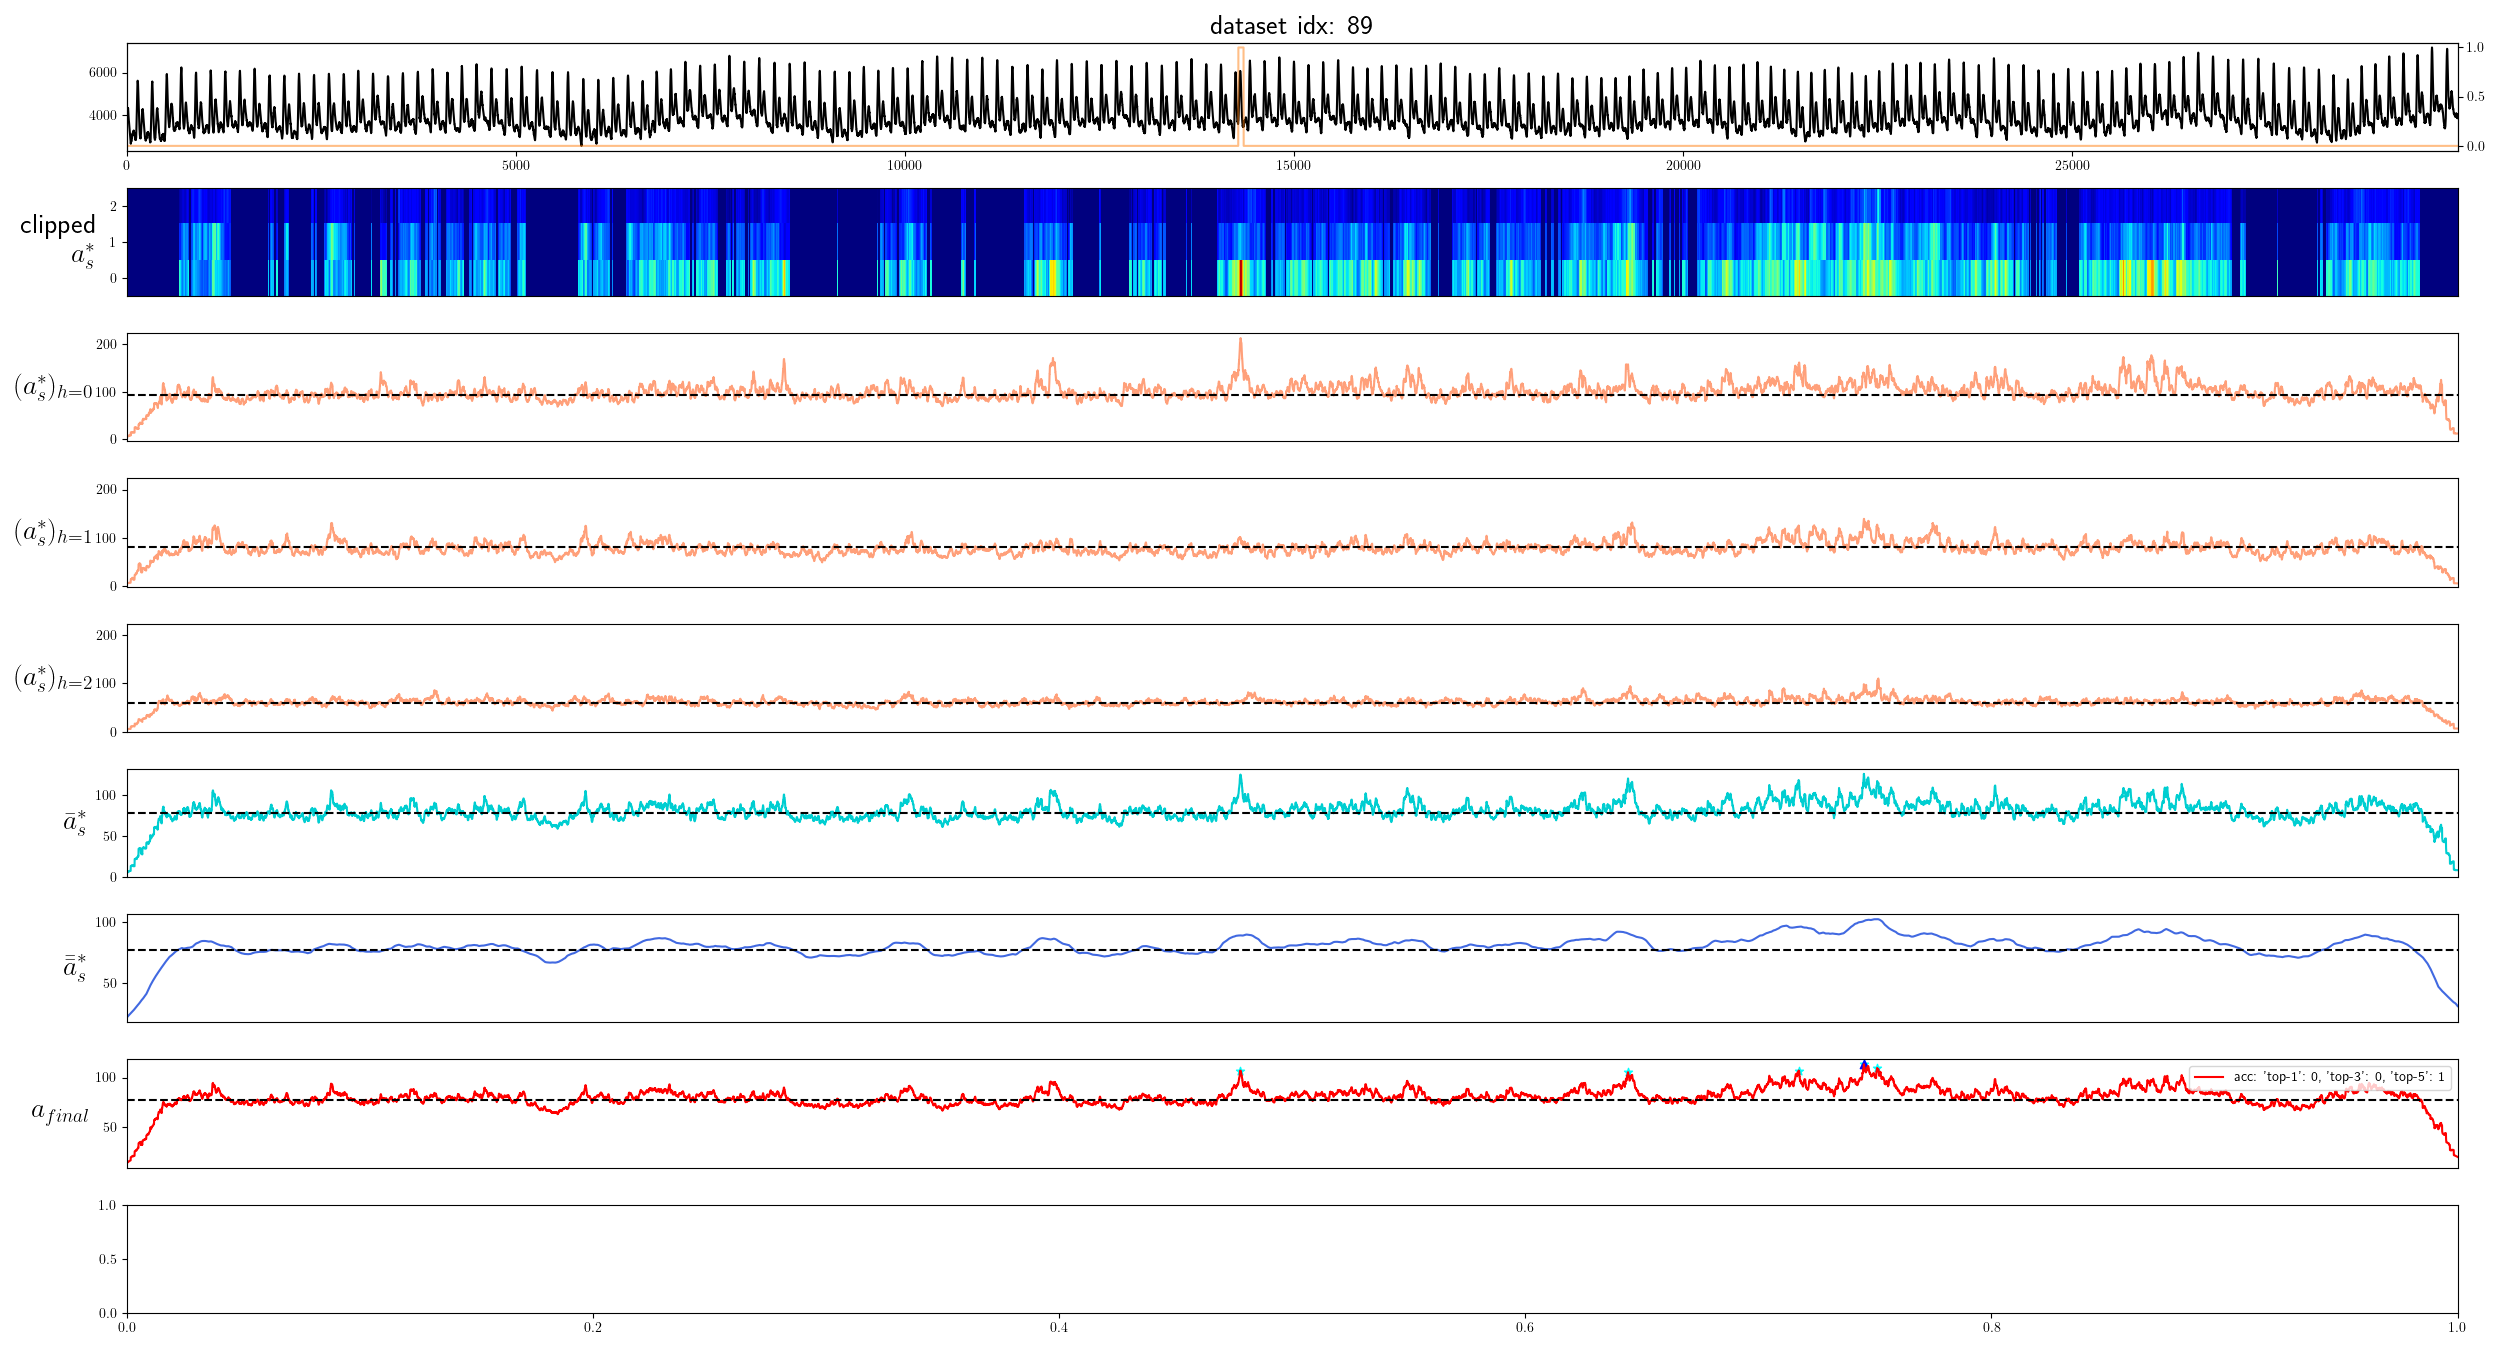 dataset idx: 89
6000
4000
1.0
0.5
0.0
0 5000 10000 15000 20000 25000
clipped
a*s
2
1
0
(a*s)h=0
200
100
0
(a*s)h=1
200
100
0
(a*s)h=2
200
100
0
ā*s
100
50
0
a̿*s
100
50
afinal
100
50
acc: 'top-1': 0, 'top-3': 0, 'top-5': 1
1.0
0.5
0.0
0.0 0.2 0.4 0.6 0.8 1.0